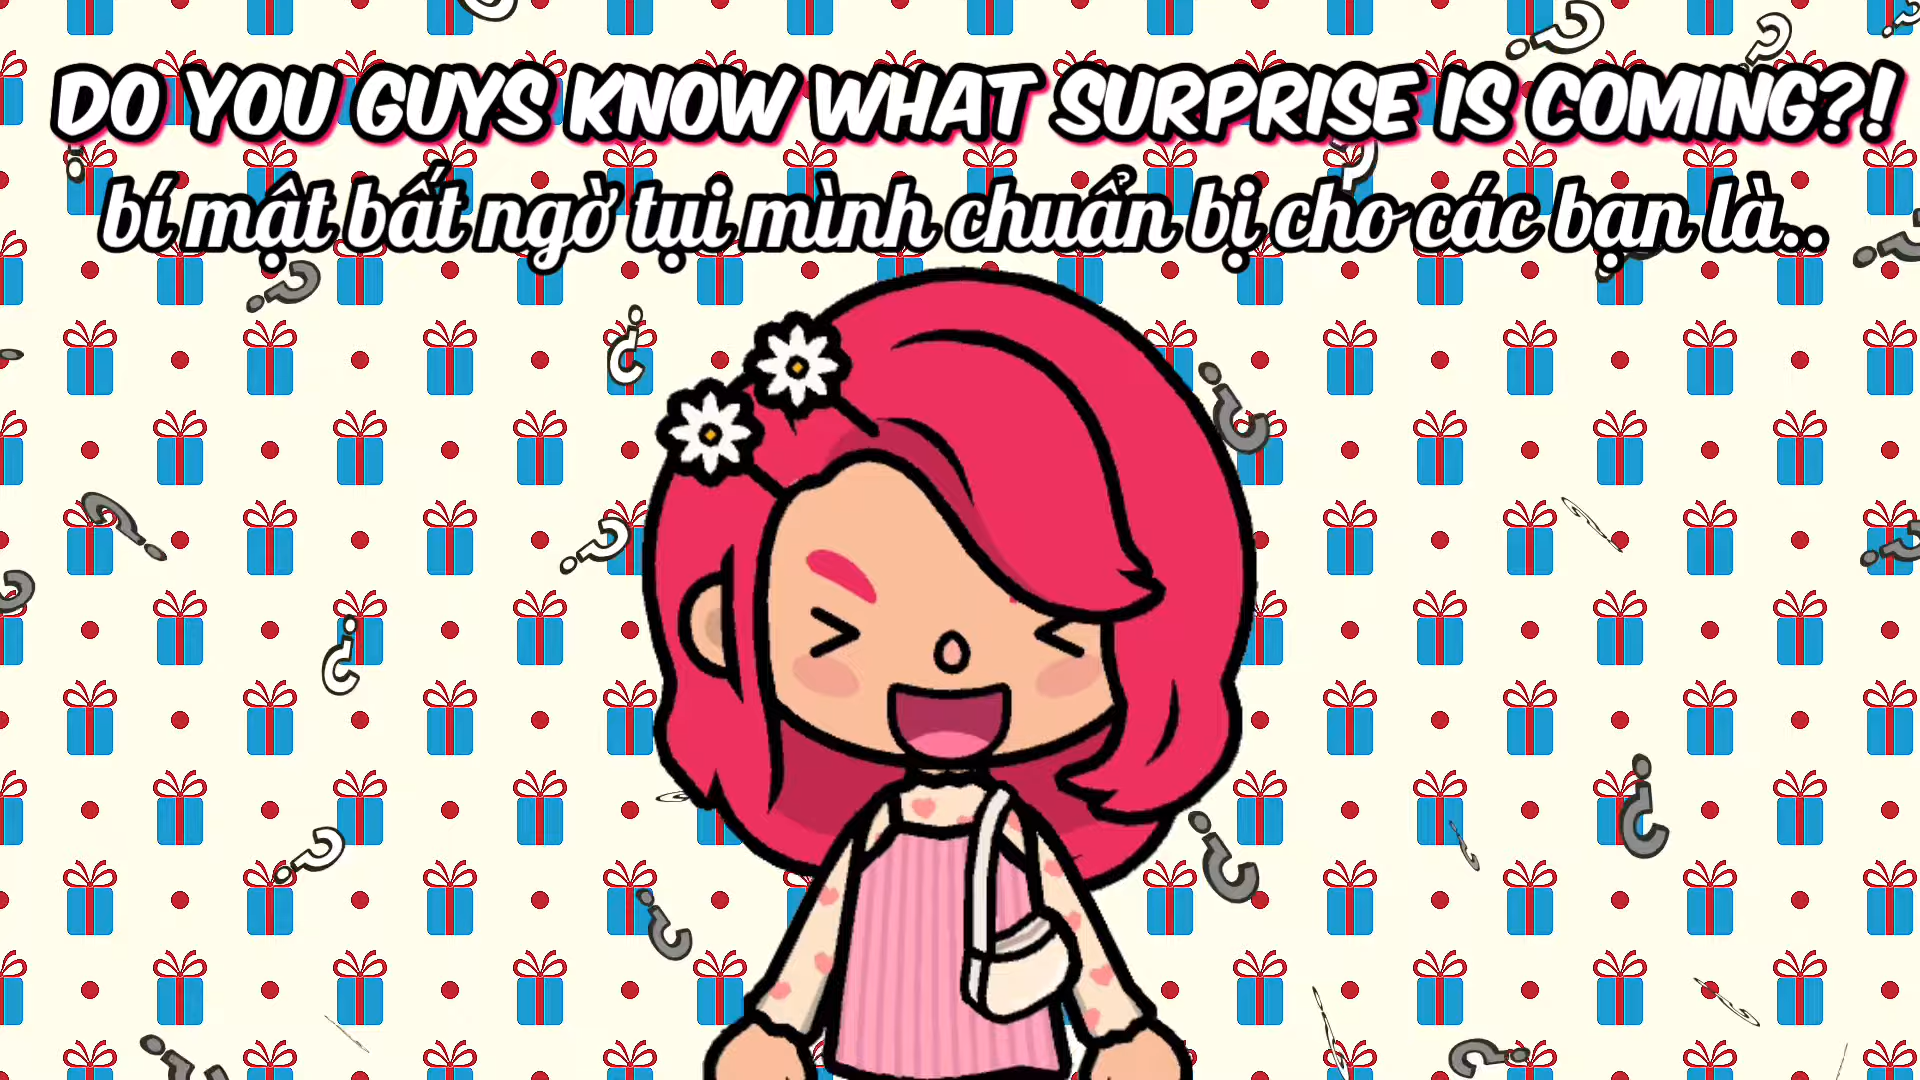 DO YOU GUYS KNOW WHAT SURPRISE IS COMING?!
bí mật bất ngờ tụi mình chuẩn bị cho các bạn là..